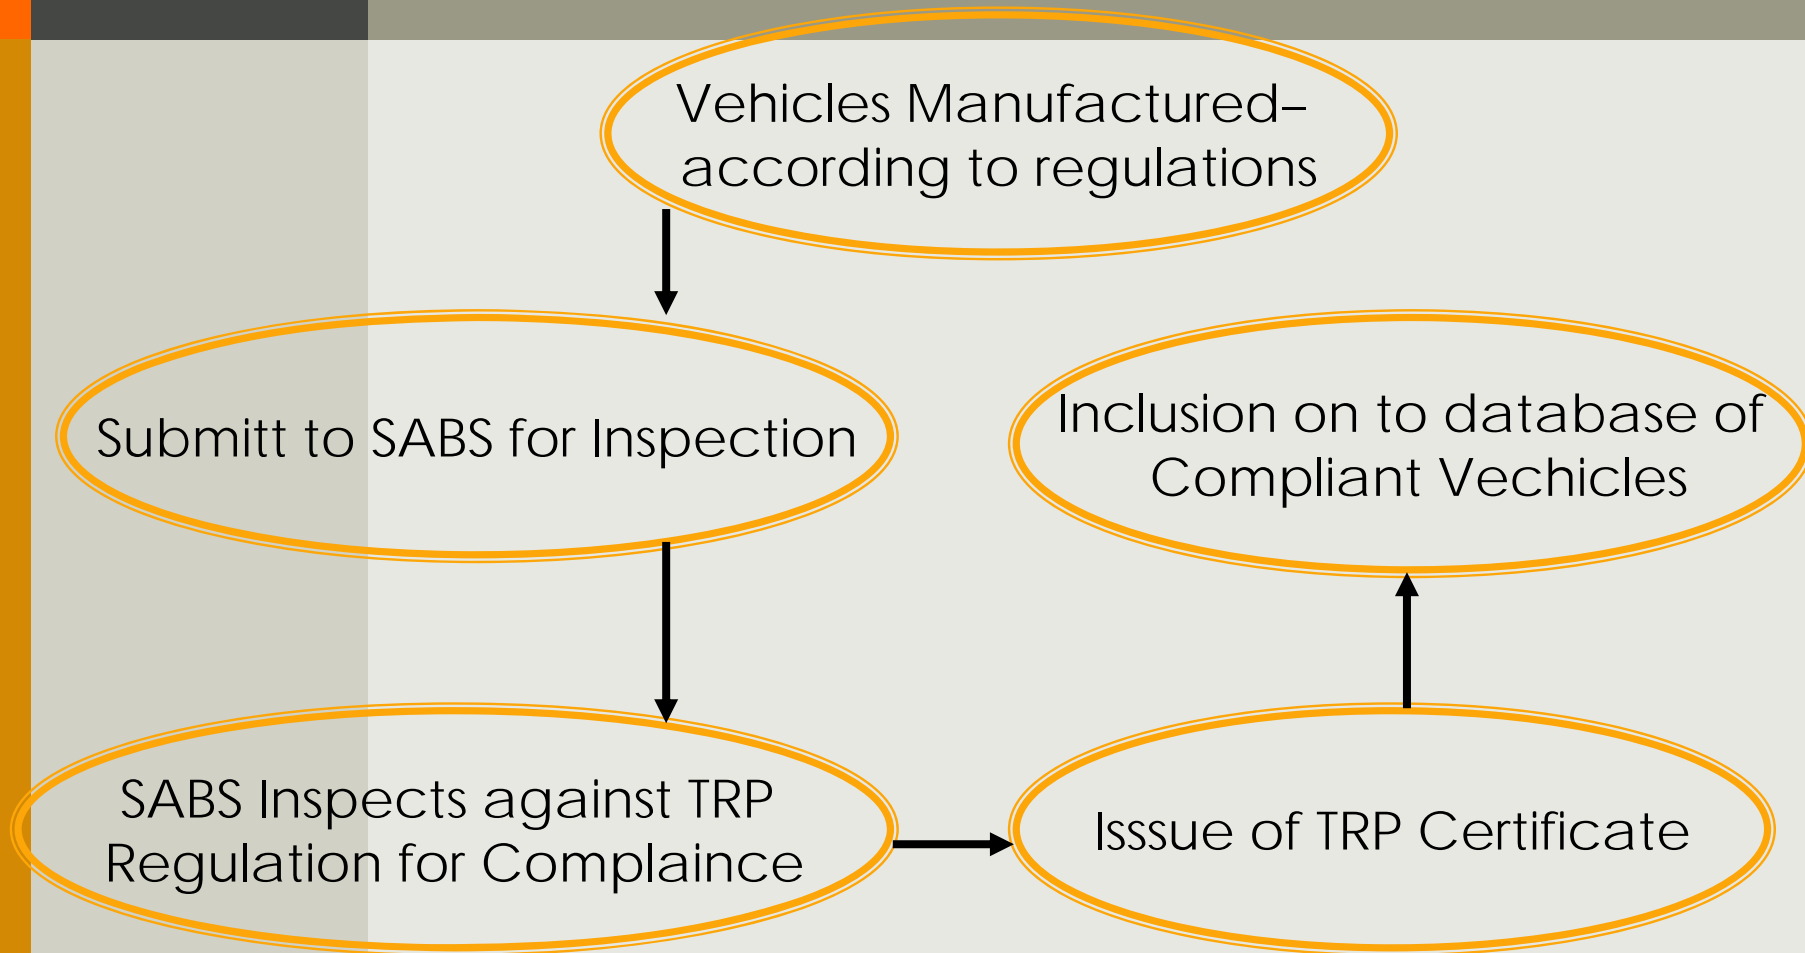 Vehicles Manufactured–
according to regulations
Submitt to SABS for Inspection
SABS Inspects against TRP
Regulation for Complaince
Isssue of TRP Certificate
Inclusion on to database of
Compliant Vechicles